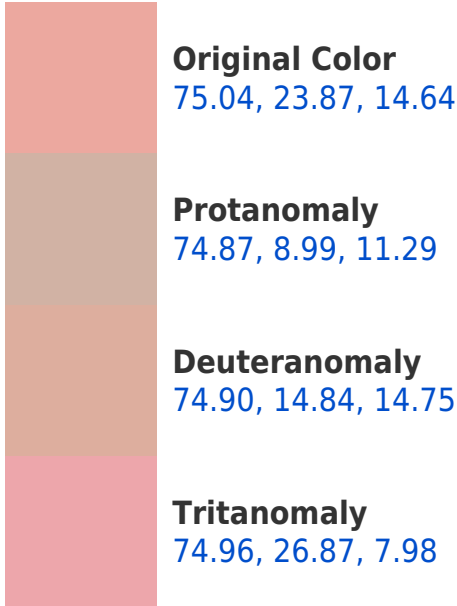 Original Color
75.04, 23.87, 14.64
Protanomaly
74.87, 8.99, 11.29
Deuteranomaly
74.90, 14.84, 14.75
Tritanomaly
74.96, 26.87, 7.98